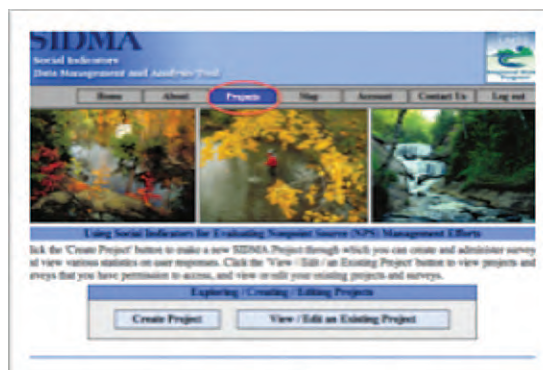 SIDMA
Social Indicators
Data Management and Analysis Tool
Home About Projects Map Account Contact Us Log out
Using Social Indicators for Evaluating Nonpoint Source (NPS) Management Efforts
lick the 'Create Project' button to make a new SIDMA Project through which you can create and administer survey
nd view various statistics on user responses. Click the 'View / Edit / an Existing Project' button to view projects and
urveys that you have permission to access, and view or edit your existing projects and surveys.
Exploring / Creating / Editing Projects
Create Project View / Edit an Existing Project